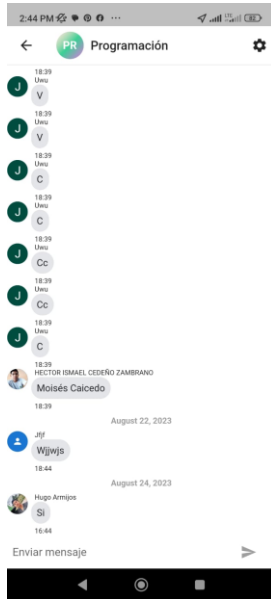 2:44 PM
PR Programación
18:39
Uwu
J V
18:39
Uwu
J V
18:39
Uwu
J C
18:39
Uwu
J C
18:39
Uwu
J Cc
18:39
Uwu
J Cc
18:39
Uwu
J C
18:39
HECTOR ISMAEL CEDEÑO ZAMBRANO
Moisés Caicedo
18:39
August 22, 2023
Jfjf
Wjjwjs
18:44
August 24, 2023
Hugo Armijos
Si
16:44
Enviar mensaje